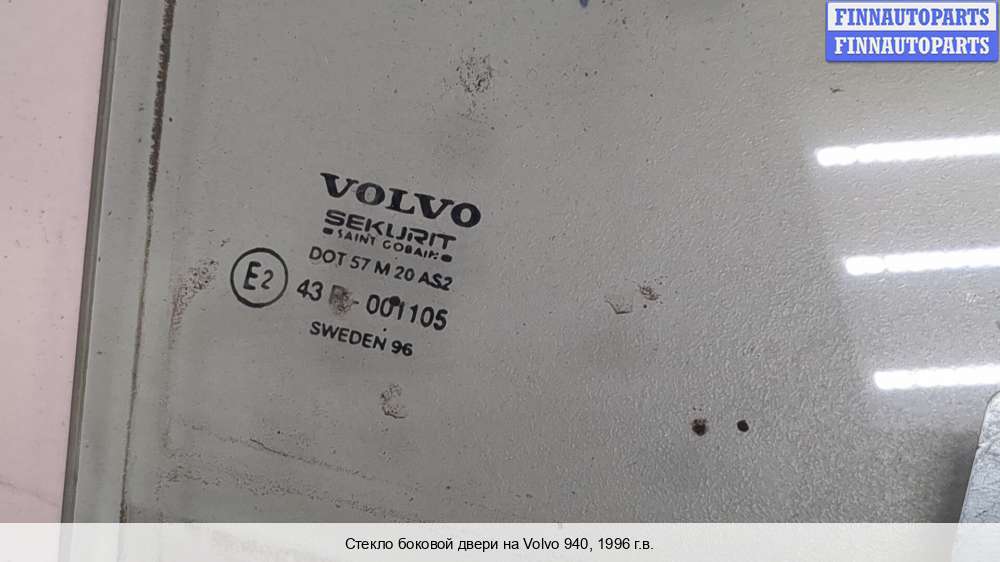 FINNAUTOPARTS
FINNAUTOPARTS
VOLVO
SEKURIT
SAINT GOBAIN
DOT 57 M 20 AS2
E2
43 R-001105
SWEDEN 96
Стекло боковой двери на Volvo 940, 1996 г.в.